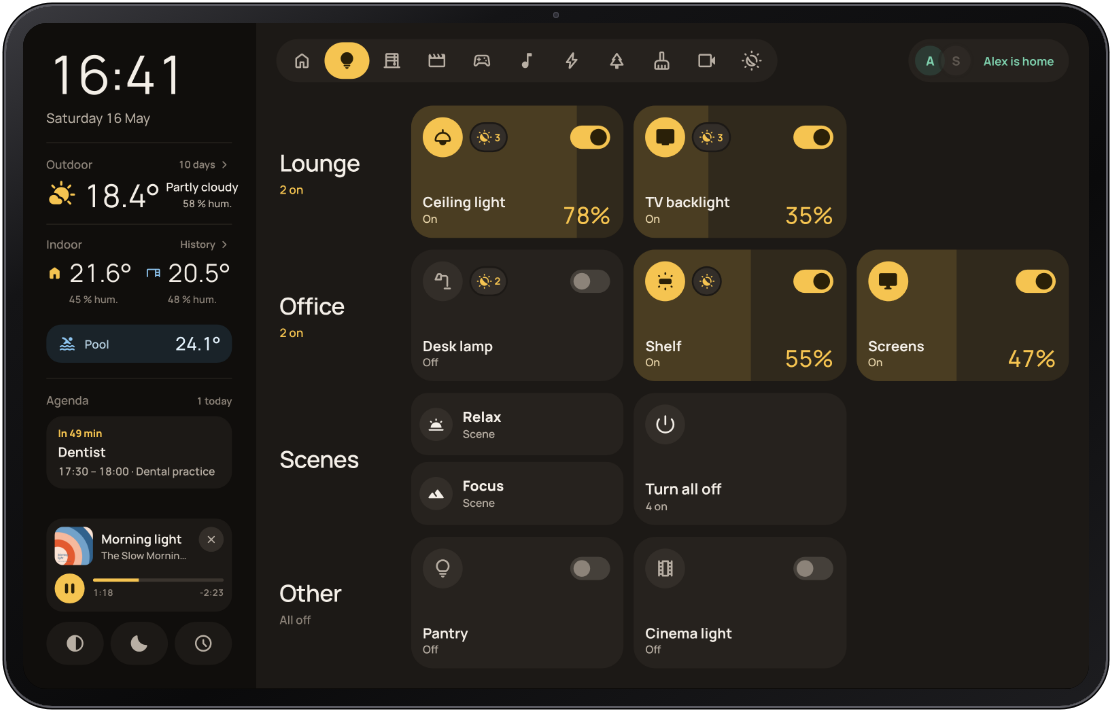 16:41
Saturday 16 May
Outdoor
10 days
18.4°
Partly cloudy
58 % hum.
Indoor
History
21.6°
20.5°
45 % hum.
48 % hum.
Pool
24.1°
Agenda
1 today
In 49 min
Dentist
17:30 – 18:00 · Dental practice
Morning light
The Slow Mornin...
1:18
-2:23
A
S
Alex is home
Lounge
2 on
3
Ceiling light
On
78%
3
TV backlight
On
35%
Office
2 on
2
Desk lamp
Off
Shelf
On
55%
Screens
On
47%
Scenes
Relax
Scene
Focus
Scene
Turn all off
4 on
Other
All off
Pantry
Off
Cinema light
Off